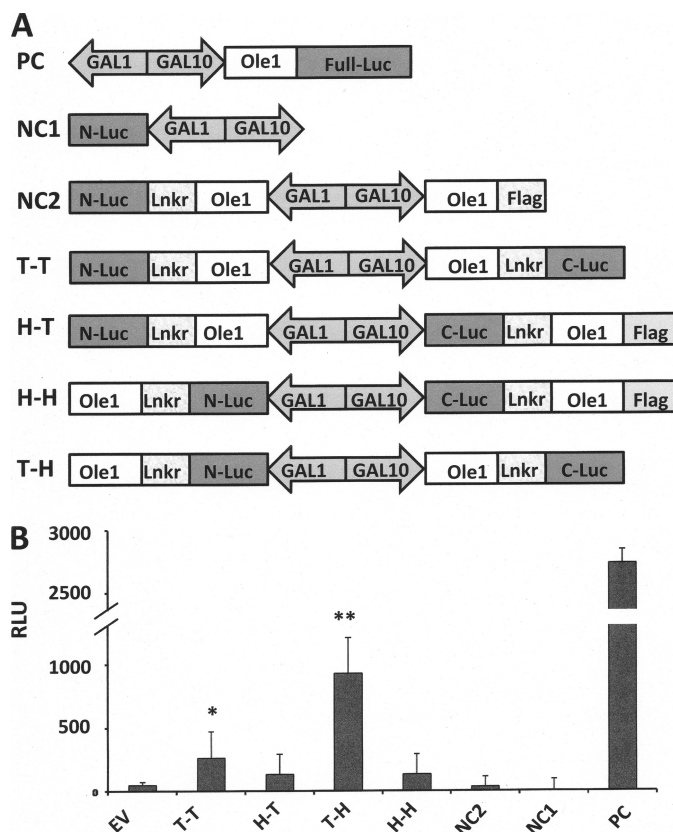 A
PC GAL1 GAL10 Ole1 Full-Luc
NC1 N-Luc GAL1 GAL10
NC2 N-Luc Lnkr Ole1 GAL1 GAL10 Ole1 Flag
T-T N-Luc Lnkr Ole1 GAL1 GAL10 Ole1 Lnkr C-Luc
H-T N-Luc Lnkr Ole1 GAL1 GAL10 C-Luc Lnkr Ole1 Flag
H-H Ole1 Lnkr N-Luc GAL1 GAL10 C-Luc Lnkr Ole1 Flag
T-H Ole1 Lnkr N-Luc GAL1 GAL10 Ole1 Lnkr C-Luc
B
3000
2500
RLU
**
1000
*
500
0
EV T-T H-T T-H H-H NC2 NC1 PC